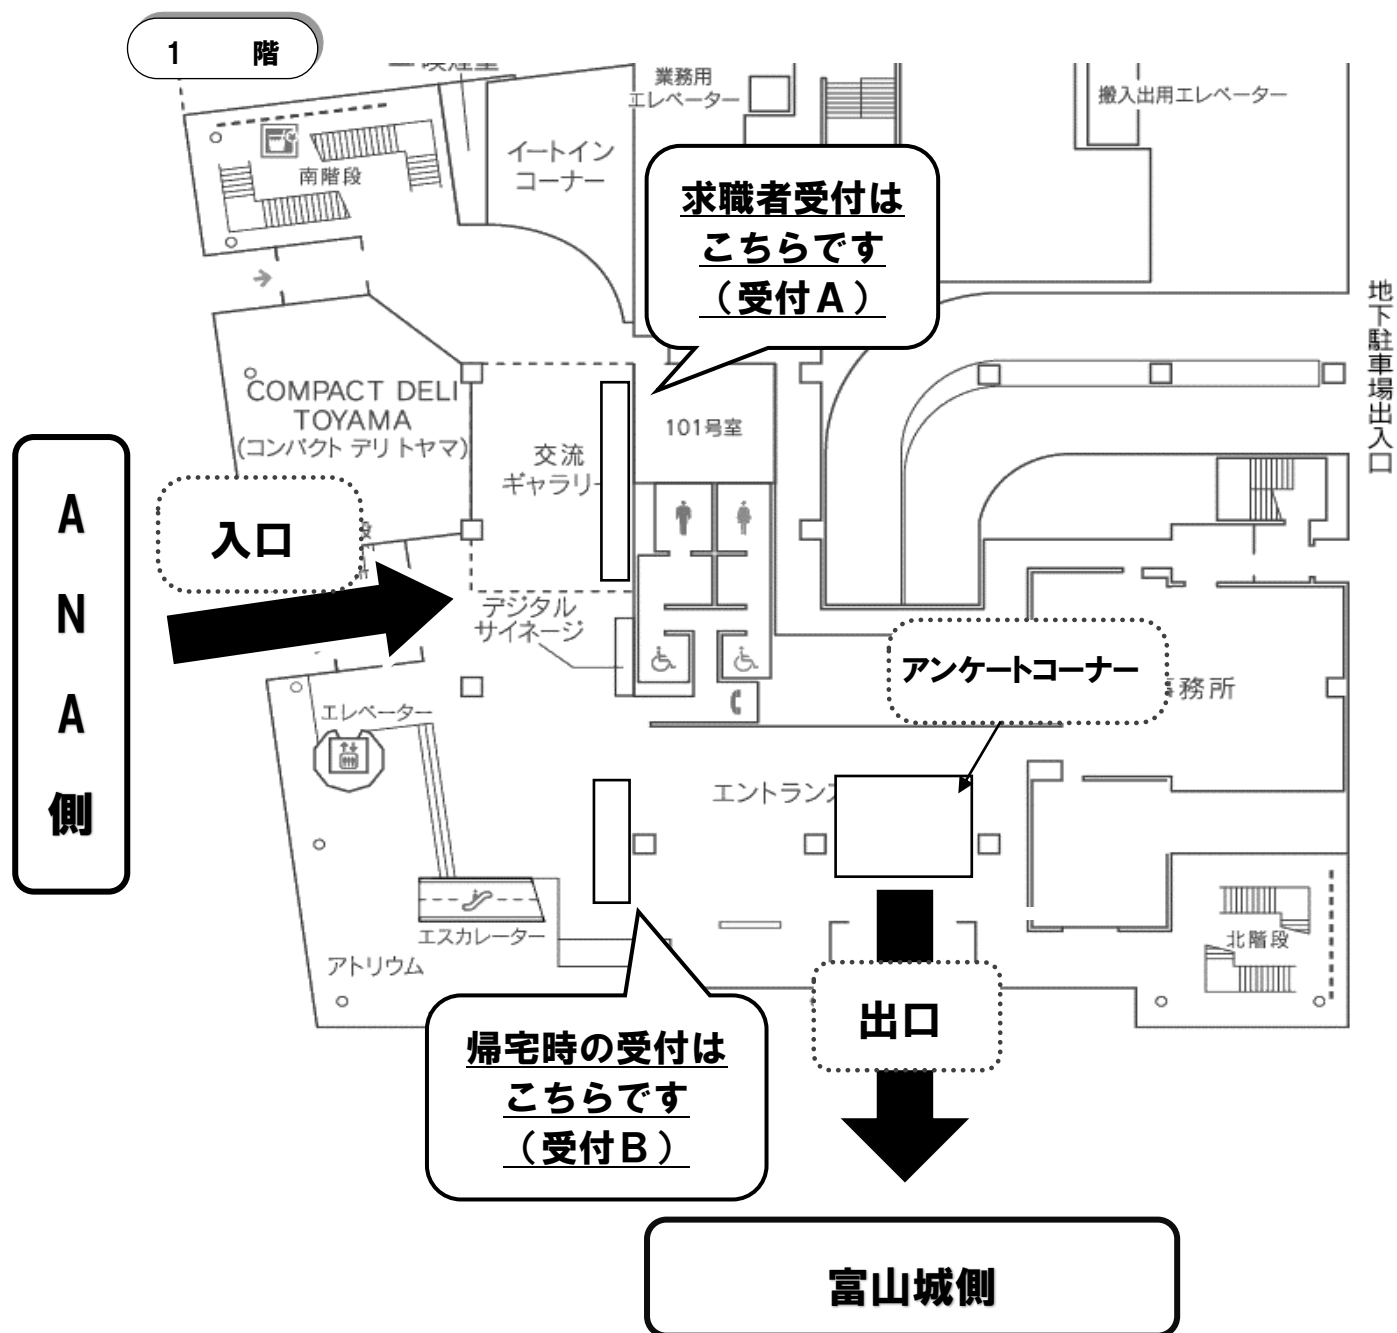 1 階
業務用
エレベーター
搬入出用エレベーター
イートイン
コーナー
南階段
求職者受付は
こちらです
（受付A）
地下駐車場出入口
COMPACT DELI
TOYAMA
(コンパクト デリ トヤマ)
交流
ギャラリー
101号室
ANA側
入口
デジタル
サイネージ
アンケートコーナー
務所
エレベーター
エントランス
エスカレーター
アトリウム
北階段
帰宅時の受付は
こちらです
（受付B）
出口
富山城側